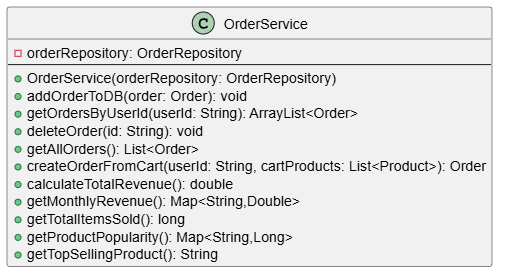 C OrderService
orderRepository: OrderRepository
OrderService(orderRepository: OrderRepository)
addOrderToDB(order: Order): void
getOrdersByUserId(userId: String): ArrayList<Order>
deleteOrder(id: String): void
getAllOrders(): List<Order>
createOrderFromCart(userId: String, cartProducts: List<Product>): Order
calculateTotalRevenue(): double
getMonthlyRevenue(): Map<String,Double>
getTotalItemsSold(): long
getProductPopularity(): Map<String,Long>
getTopSellingProduct(): String